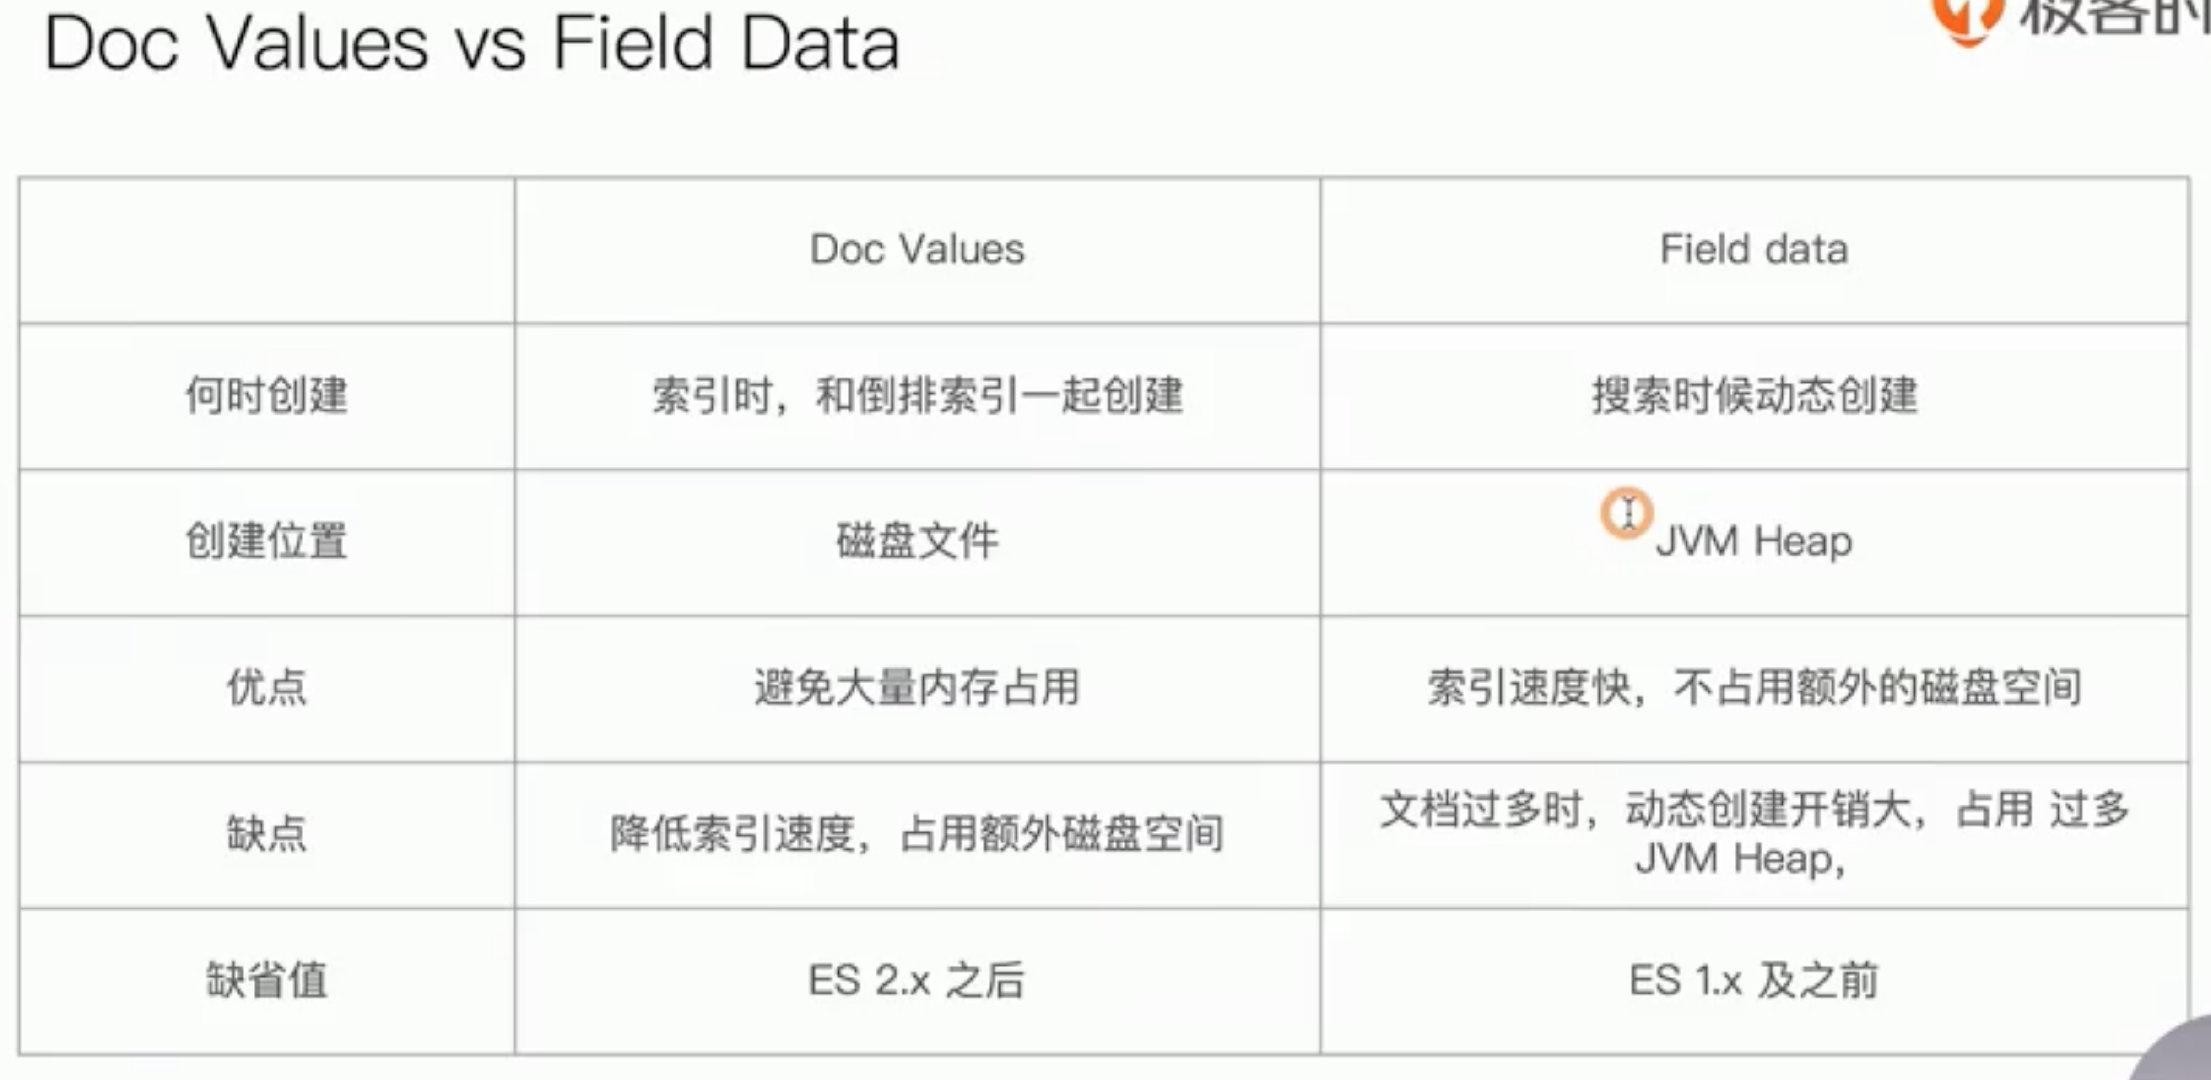 Doc Values vs Field Data
极客时
Doc Values
Field data
何时创建
索引时，和倒排索引一起创建
搜索时候动态创建
创建位置
磁盘文件
JVM Heap
优点
避免大量内存占用
索引速度快，不占用额外的磁盘空间
缺点
降低索引速度，占用额外磁盘空间
文档过多时，动态创建开销大，占用 过多
JVM Heap,
缺省值
ES 2.x 之后
ES 1.x 及之前